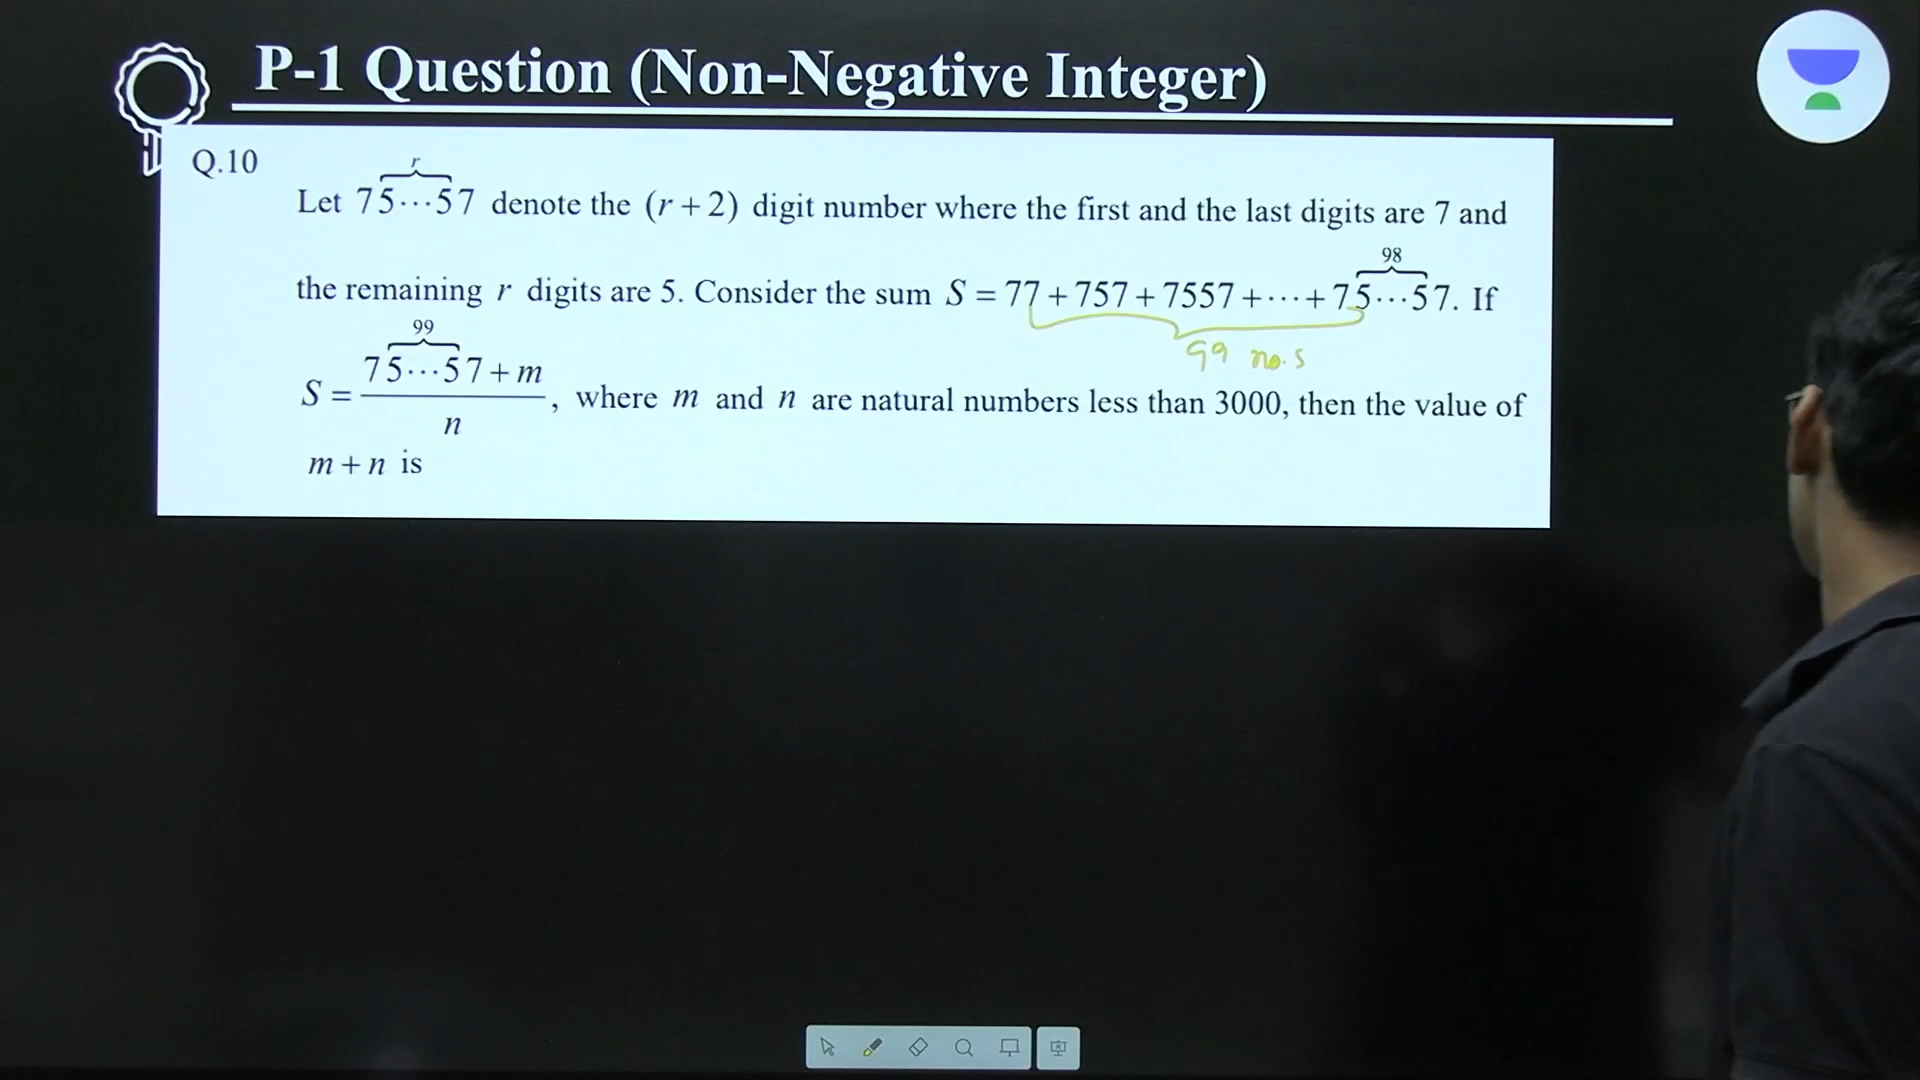 P-1 Question (Non-Negative Integer)
Q.10
r
Let 75···57 denote the (r + 2) digit number where the first and the last digits are 7 and
98
the remaining r digits are 5. Consider the sum S = 77 + 757 + 7557 + ··· + 75···57. If
99 no.s
99
S = 75···57 + m / n , where m and n are natural numbers less than 3000, then the value of
m + n is